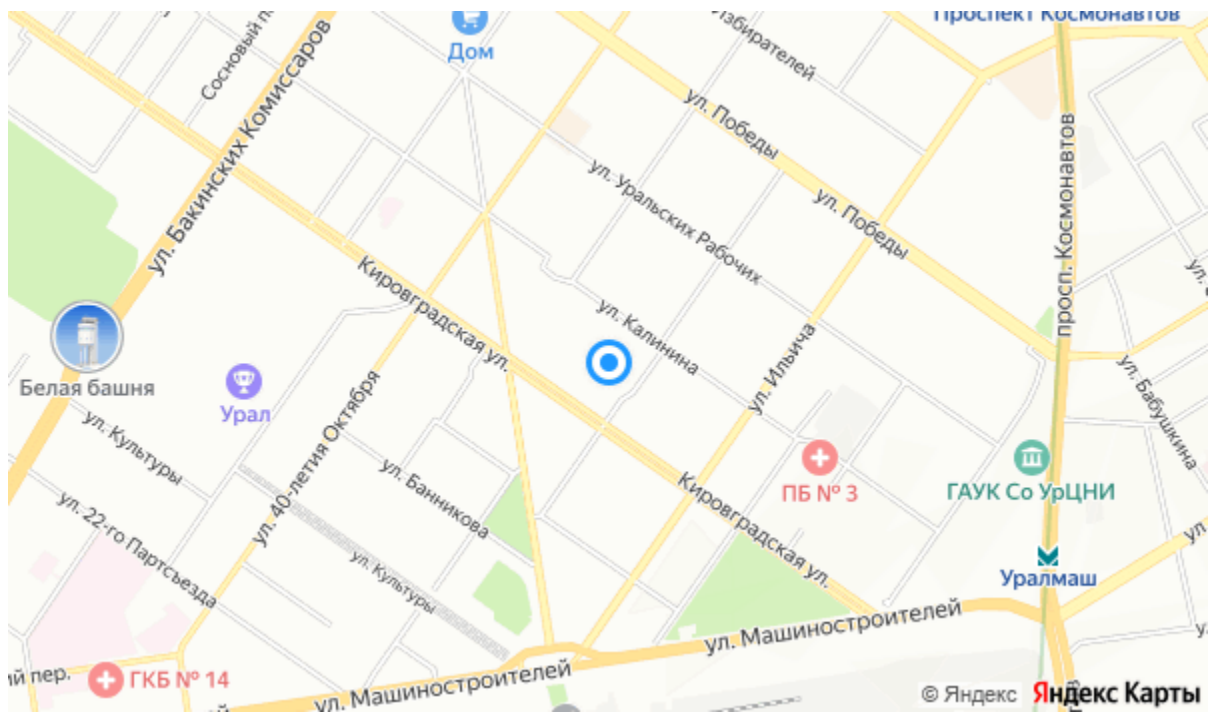 Проспект Космонавтов
Избирателей
Дом
Сосновый п
ул. Бакинских Комиссаров
ул. Победы
просп. Космонавтов
ул. Уральских Рабочих
ул. Победы
Кировградская ул.
ул. Калинина
ул. Ильича
Белая башня
Урал
ул. Бабушкина
ул. 40-летия Октября
ул. Культуры
ул. Банникова
ПБ № 3
ГАУК Со УрЦНИ
Кировградская ул.
ул. 22-го Партсъезда
ул. Культуры
Уралмаш
ул. Машиностроителей
ий пер.
ГКБ № 14
ул. Машиностроителей
© Яндекс Яндекс Карты